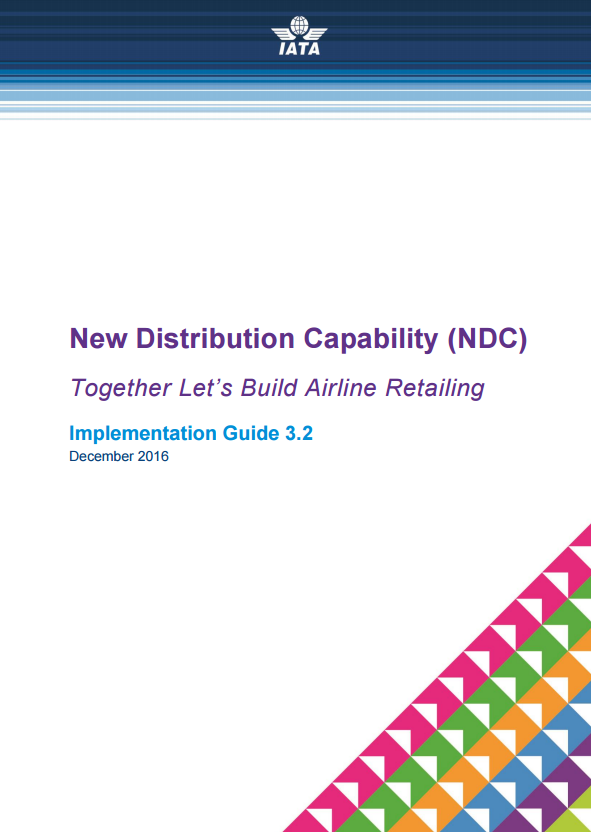 IATA
New Distribution Capability (NDC)
Together Let's Build Airline Retailing
Implementation Guide 3.2
December 2016